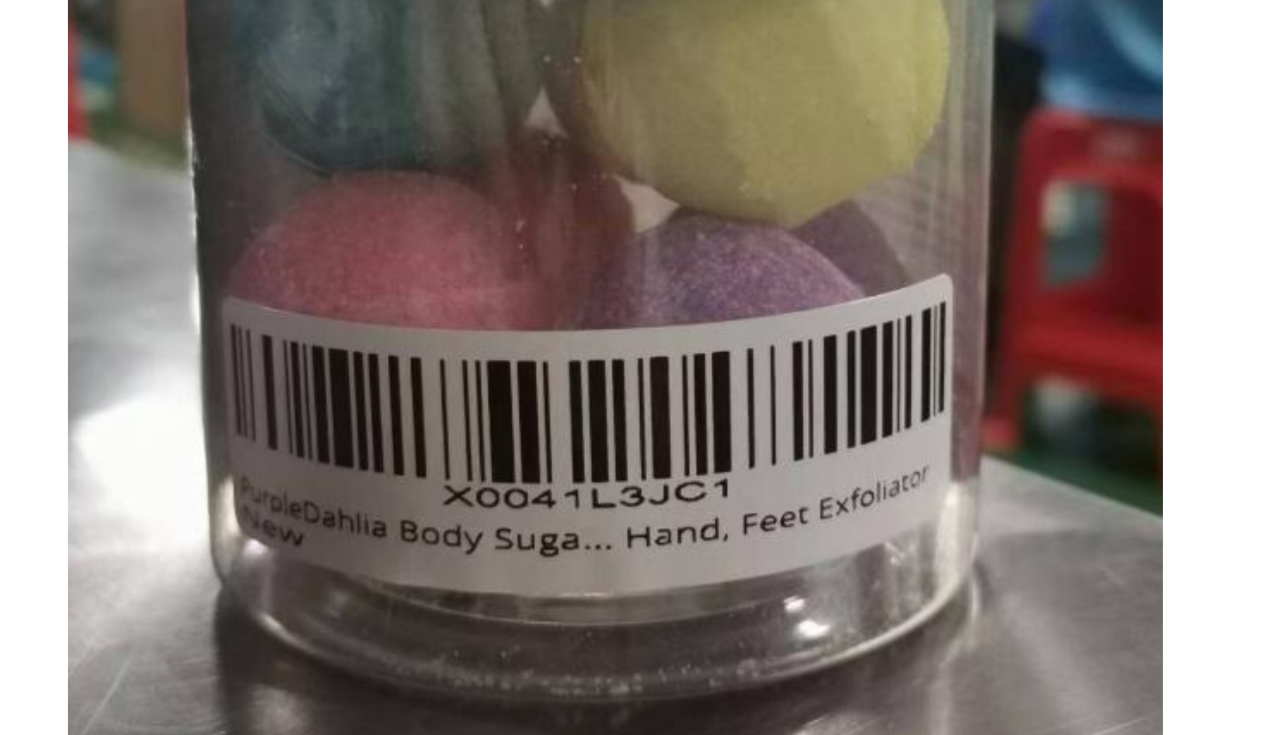 X0041L3JC1
PurpleDahlia Body Suga... Hand, Feet Exfoliator
New